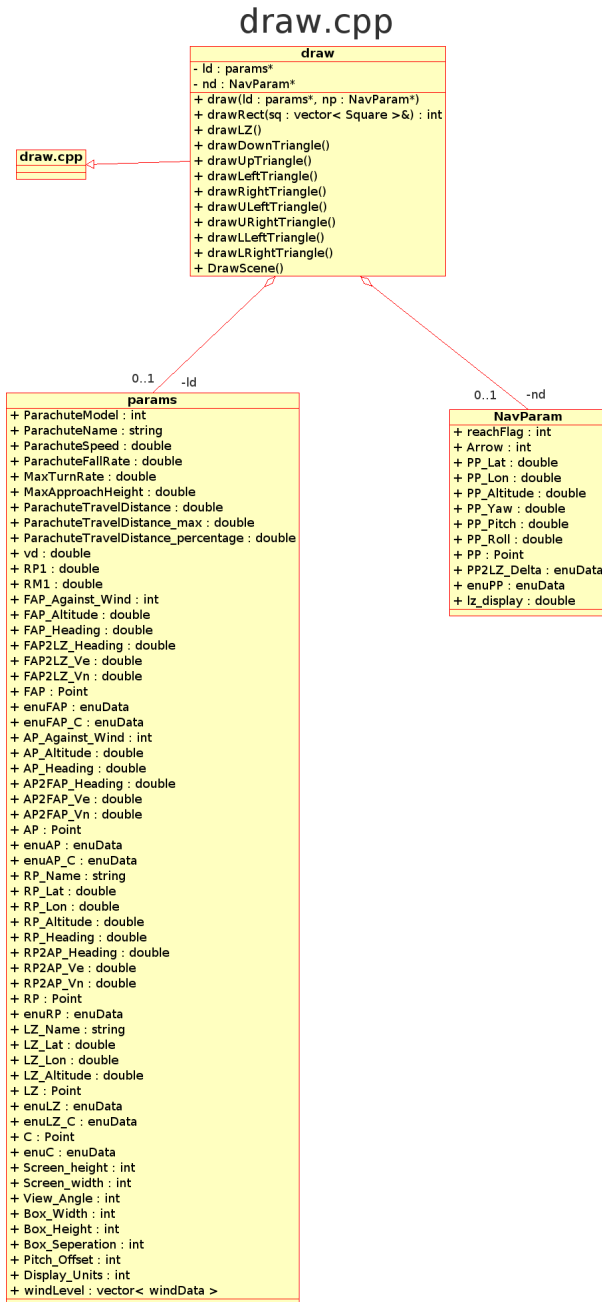 draw.cpp
draw
- ld : params*
- nd : NavParam*
+ draw(ld : params*, np : NavParam*)
+ drawRect(sq : vector< Square >&) : int
+ drawLZ()
+ drawDownTriangle()
+ drawUpTriangle()
+ drawLeftTriangle()
+ drawRightTriangle()
+ drawULeftTriangle()
+ drawURightTriangle()
+ drawLLeftTriangle()
+ drawLRightTriangle()
+ DrawScene()
draw.cpp
0..1 -ld
0..1 -nd
params
+ ParachuteModel : int
+ ParachuteName : string
+ ParachuteSpeed : double
+ ParachuteFallRate : double
+ MaxTurnRate : double
+ MaxApproachHeight : double
+ ParachuteTravelDistance : double
+ ParachuteTravelDistance_max : double
+ ParachuteTravelDistance_percentage : double
+ vd : double
+ RP1 : double
+ RM1 : double
+ FAP_Against_Wind : int
+ FAP_Altitude : double
+ FAP_Heading : double
+ FAP2LZ_Heading : double
+ FAP2LZ_Ve : double
+ FAP2LZ_Vn : double
+ FAP : Point
+ enuFAP : enuData
+ enuFAP_C : enuData
+ AP_Against_Wind : int
+ AP_Altitude : double
+ AP_Heading : double
+ AP2FAP_Heading : double
+ AP2FAP_Ve : double
+ AP2FAP_Vn : double
+ AP : Point
+ enuAP : enuData
+ enuAP_C : enuData
+ RP_Name : string
+ RP_Lat : double
+ RP_Lon : double
+ RP_Altitude : double
+ RP_Heading : double
+ RP2AP_Heading : double
+ RP2AP_Ve : double
+ RP2AP_Vn : double
+ RP : Point
+ enuRP : enuData
+ LZ_Name : string
+ LZ_Lat : double
+ LZ_Lon : double
+ LZ_Altitude : double
+ LZ : Point
+ enuLZ : enuData
+ enuLZ_C : enuData
+ C : Point
+ enuC : enuData
+ Screen_height : int
+ Screen_width : int
+ View_Angle : int
+ Box_Width : int
+ Box_Height : int
+ Box_Seperation : int
+ Pitch_Offset : int
+ Display_Units : int
+ windLevel : vector< windData >
NavParam
+ reachFlag : int
+ Arrow : int
+ PP_Lat : double
+ PP_Lon : double
+ PP_Altitude : double
+ PP_Yaw : double
+ PP_Pitch : double
+ PP_Roll : double
+ PP : Point
+ PP2LZ_Delta : enuData
+ enuPP : enuData
+ lz_display : double